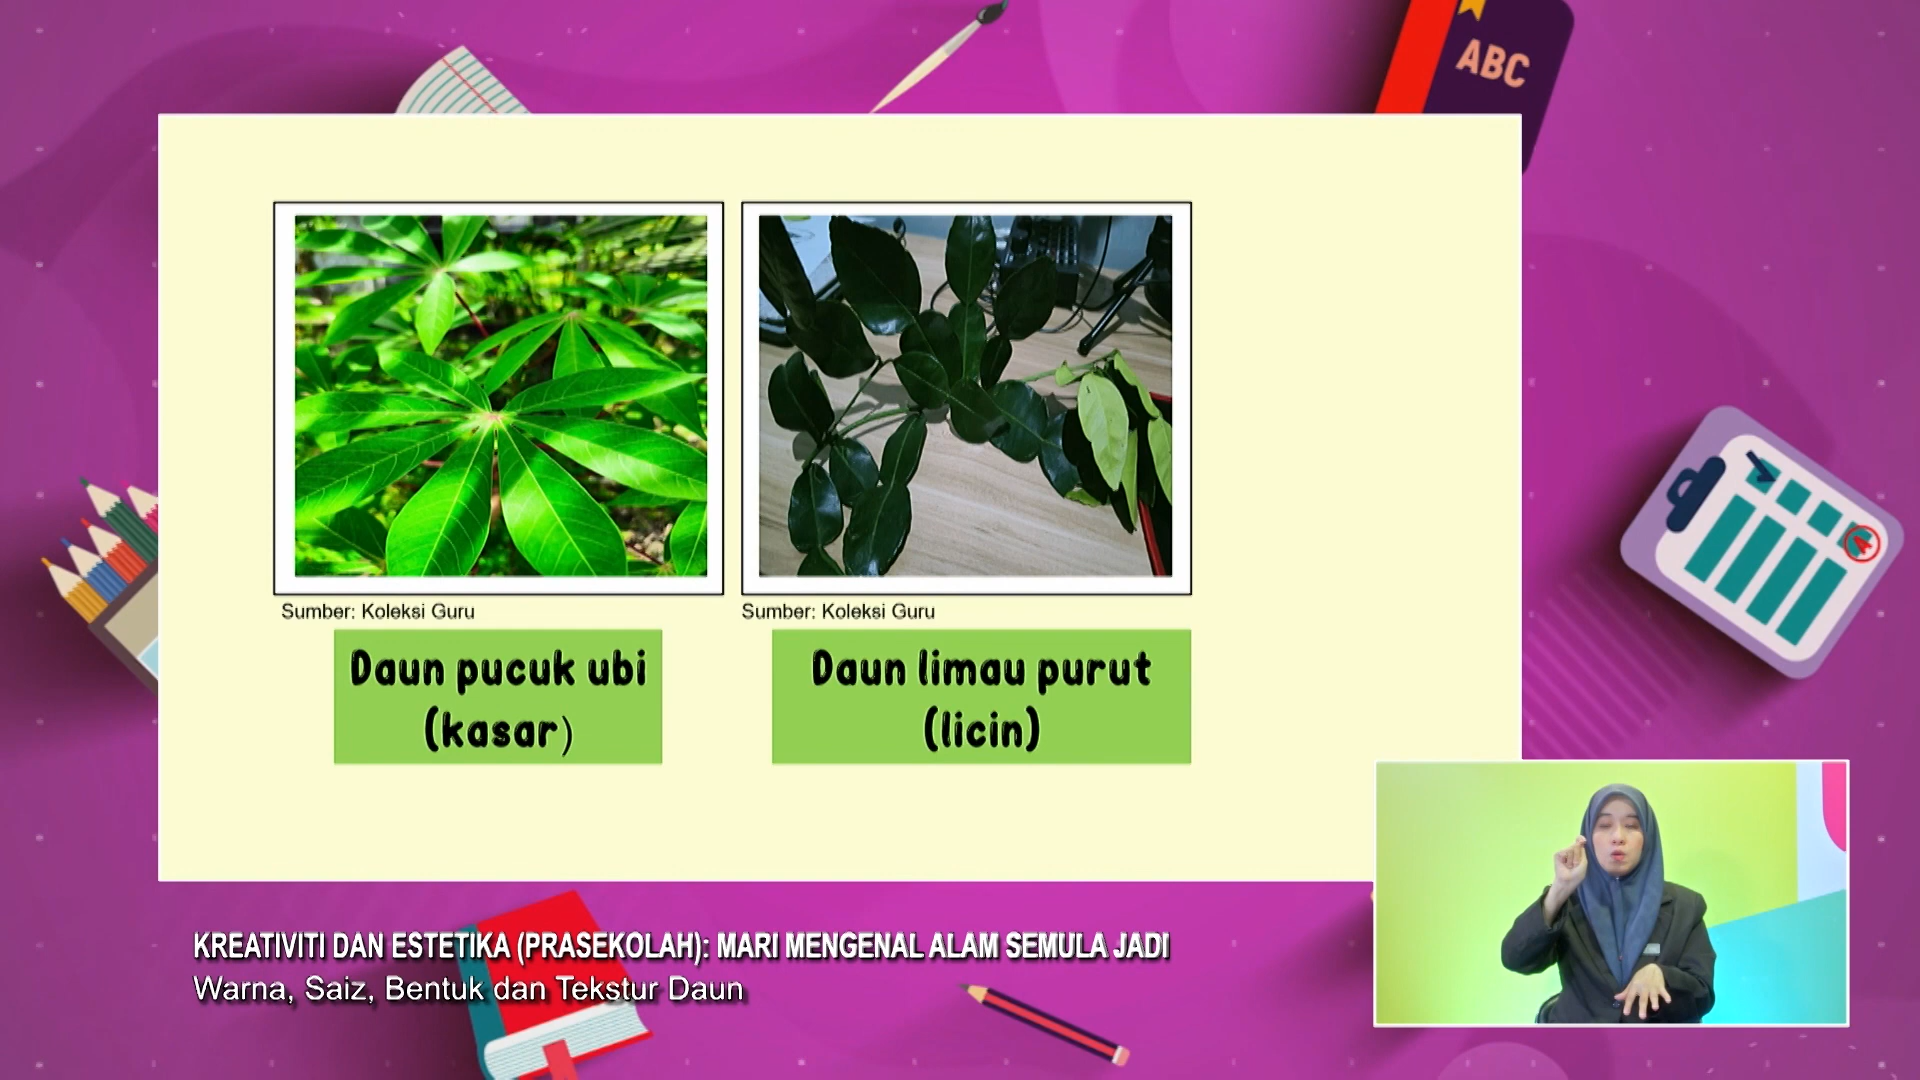 ABC
Sumber: Koleksi Guru
Sumber: Koleksi Guru
Daun pucuk ubi
(kasar)
Daun limau purut
(licin)
A
KREATIVITI DAN ESTETIKA (PRASEKOLAH): MARI MENGENAL ALAM SEMULA JADI
Warna, Saiz, Bentuk dan Tekstur Daun